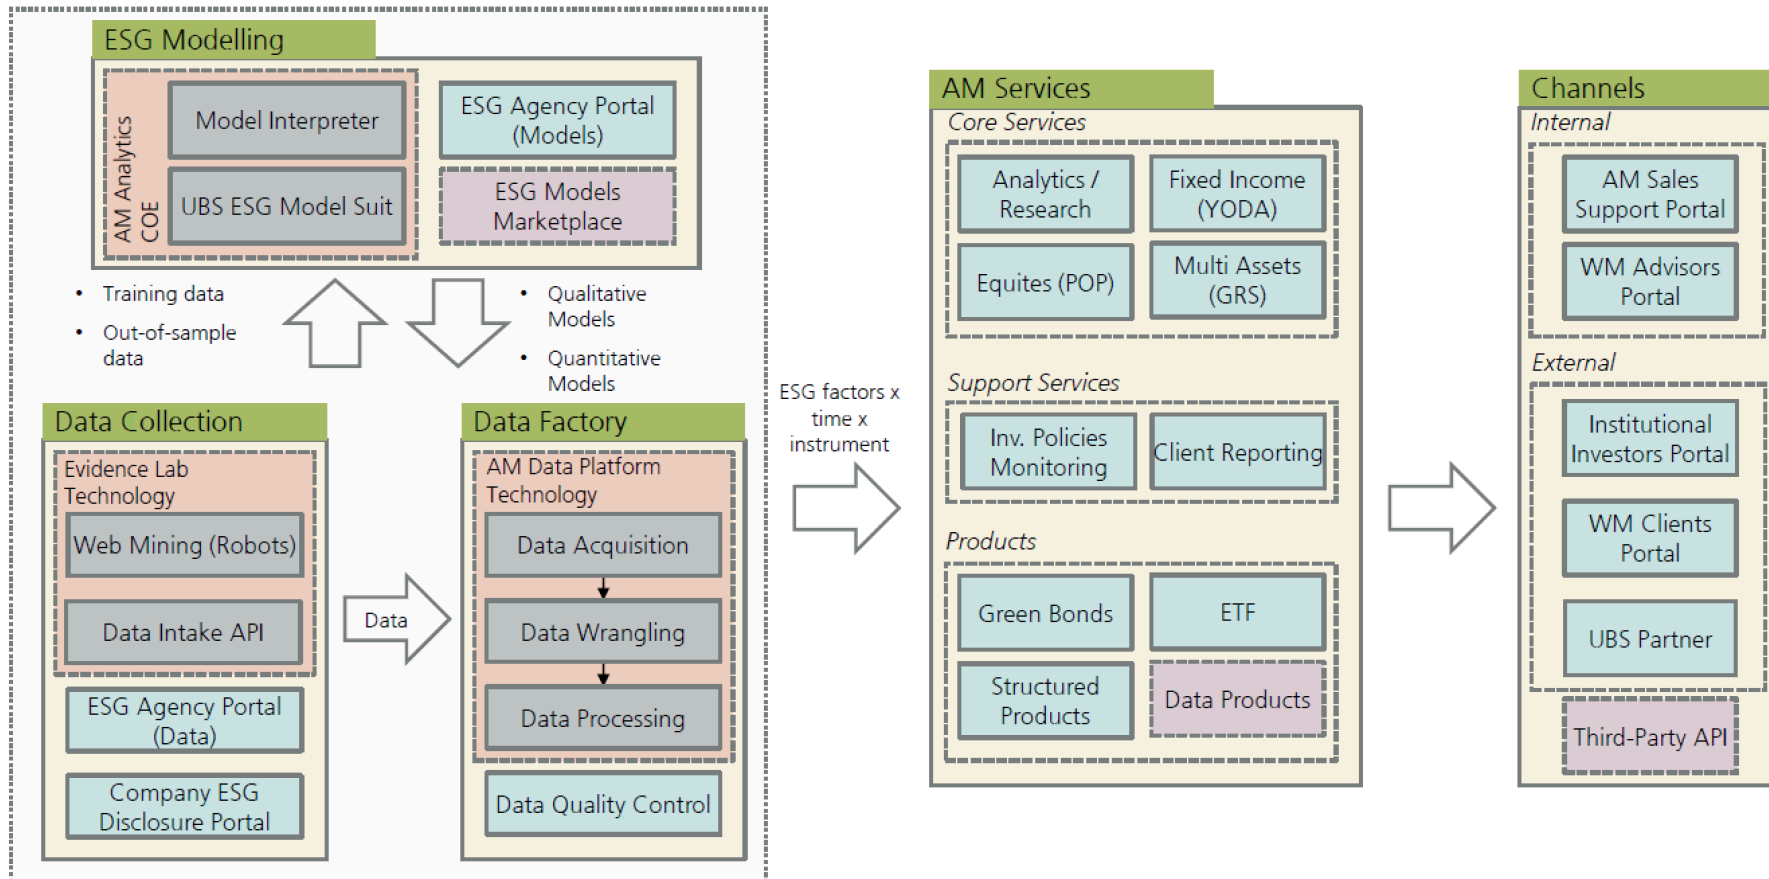 ESG Modelling
AM Analytics
COE
Model Interpreter
UBS ESG Model Suit
ESG Agency Portal
(Models)
ESG Models
Marketplace
• Training data
• Out-of-sample
data
• Qualitative
Models
• Quantitative
Models
Data Collection
Evidence Lab
Technology
Web Mining (Robots)
Data Intake API
ESG Agency Portal
(Data)
Company ESG
Disclosure Portal
Data
Data Factory
AM Data Platform
Technology
Data Acquisition
Data Wrangling
Data Processing
Data Quality Control
ESG factors x
time x
instrument
AM Services
Core Services
Analytics /
Research
Fixed Income
(YODA)
Equites (POP)
Multi Assets
(GRS)
Support Services
Inv. Policies
Monitoring
Client Reporting
Products
Green Bonds
ETF
Structured
Products
Data Products
Channels
Internal
AM Sales
Support Portal
WM Advisors
Portal
External
Institutional
Investors Portal
WM Clients
Portal
UBS Partner
Third-Party API